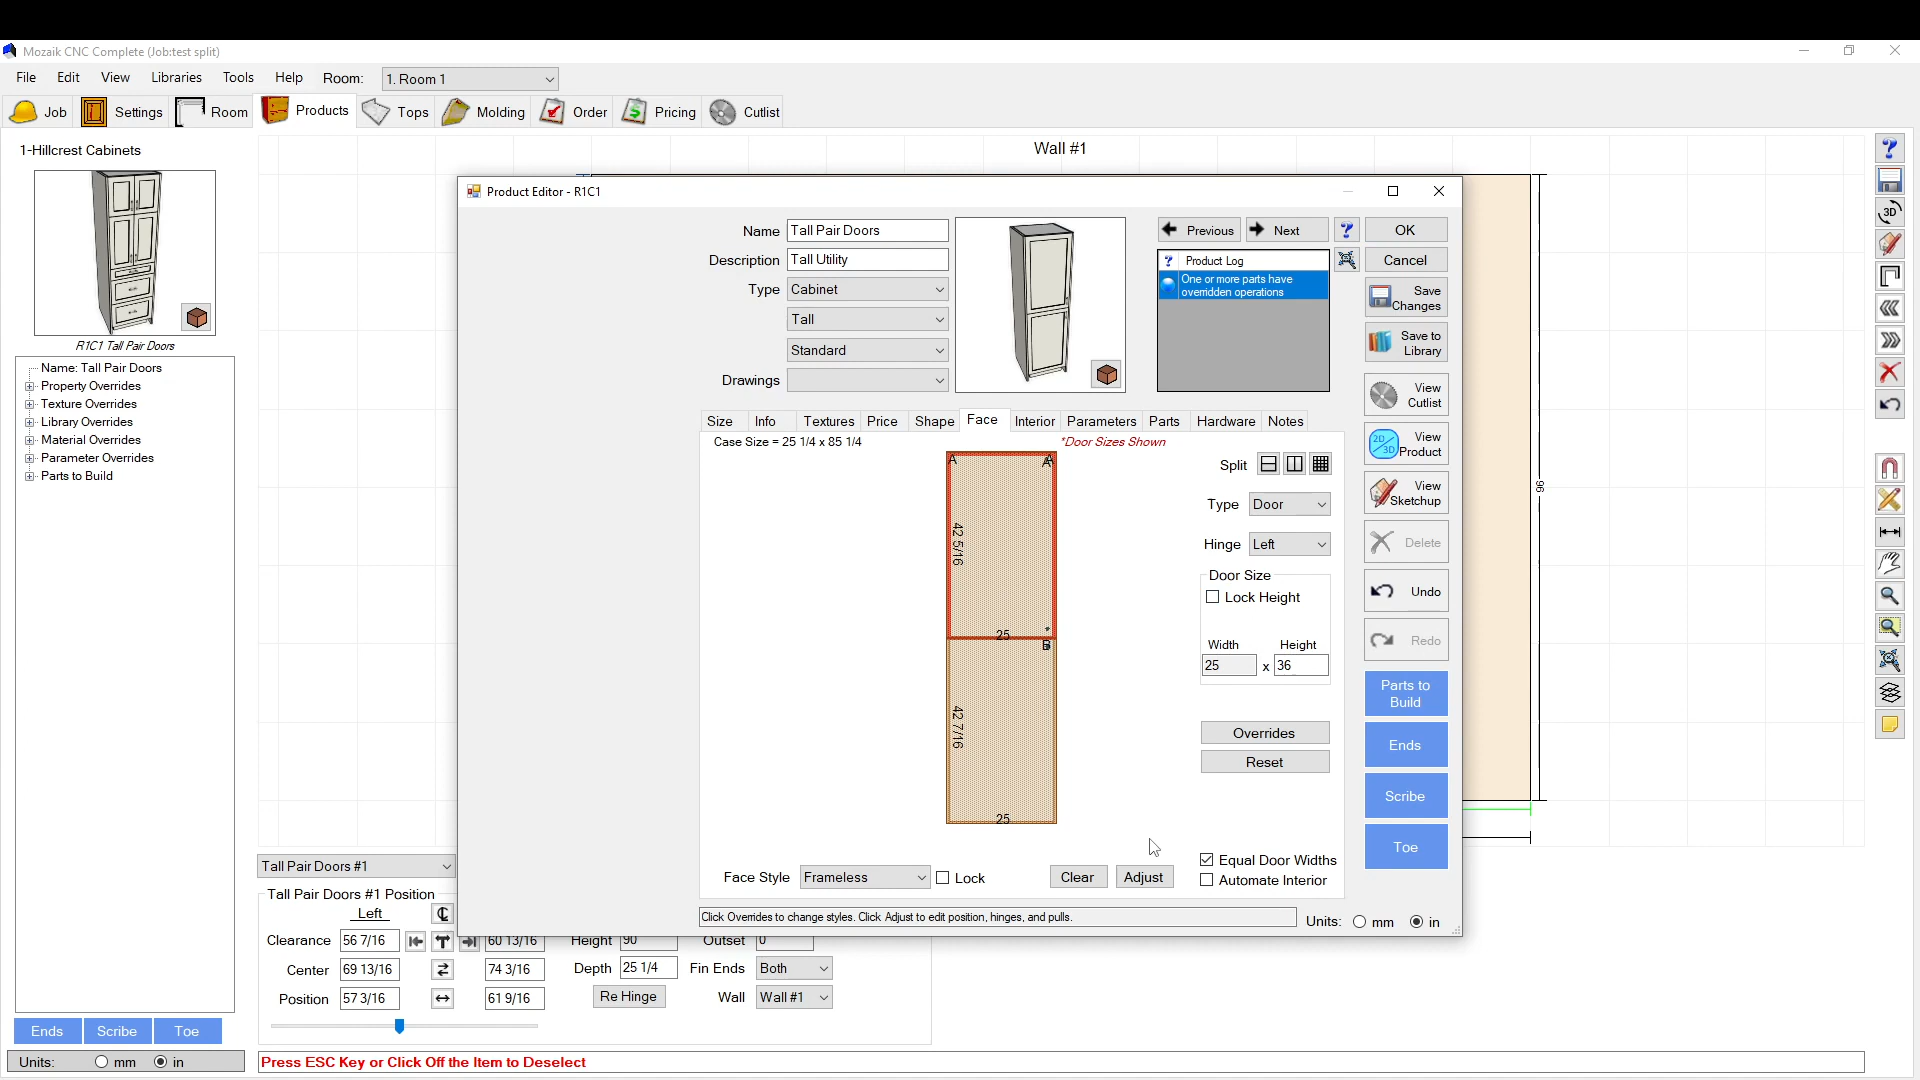 Mozaik CNC Complete (Job:test split)
File Edit View Libraries Tools Help Room: 1. Room 1
Job Settings Room Products Tops Molding Order Pricing Cutlist
1-Hillcrest Cabinets
R1C1 Tall Pair Doors
Name: Tall Pair Doors
Property Overrides
Texture Overrides
Library Overrides
Material Overrides
Parameter Overrides
Parts to Build
Ends Scribe Toe
Units: mm in
Wall #1
96
3D
Product Editor - R1C1
Name Tall Pair Doors
Description Tall Utility
Type Cabinet
Tall
Standard
Drawings
Previous Next ? OK
? Product Log
One or more parts have
overridden operations
Cancel
Save
Changes
Save to
Library
View
Cutlist
2D/3D View
Product
View
Sketchup
Delete
Undo
Redo
Parts to
Build
Ends
Scribe
Toe
Size Info Textures Price Shape Face Interior Parameters Parts Hardware Notes
Case Size = 25 1/4 x 85 1/4
*Door Sizes Shown
A A
42 5/16
25 *
B
42 7/16
25
Split
Type Door
Hinge Left
Door Size
Lock Height
Width Height
25 x 36
Overrides
Reset
Equal Door Widths
Automate Interior
Face Style Frameless Lock Clear Adjust
Click Overrides to change styles. Click Adjust to edit position, hinges, and pulls.
Units: mm in
Tall Pair Doors #1
Tall Pair Doors #1 Position
Left
Clearance 56 7/16 60 13/16 Height 90 Outset 0
Center 69 13/16 74 3/16 Depth 25 1/4 Fin Ends Both
Position 57 3/16 61 9/16 Re Hinge Wall Wall #1
Press ESC Key or Click Off the Item to Deselect